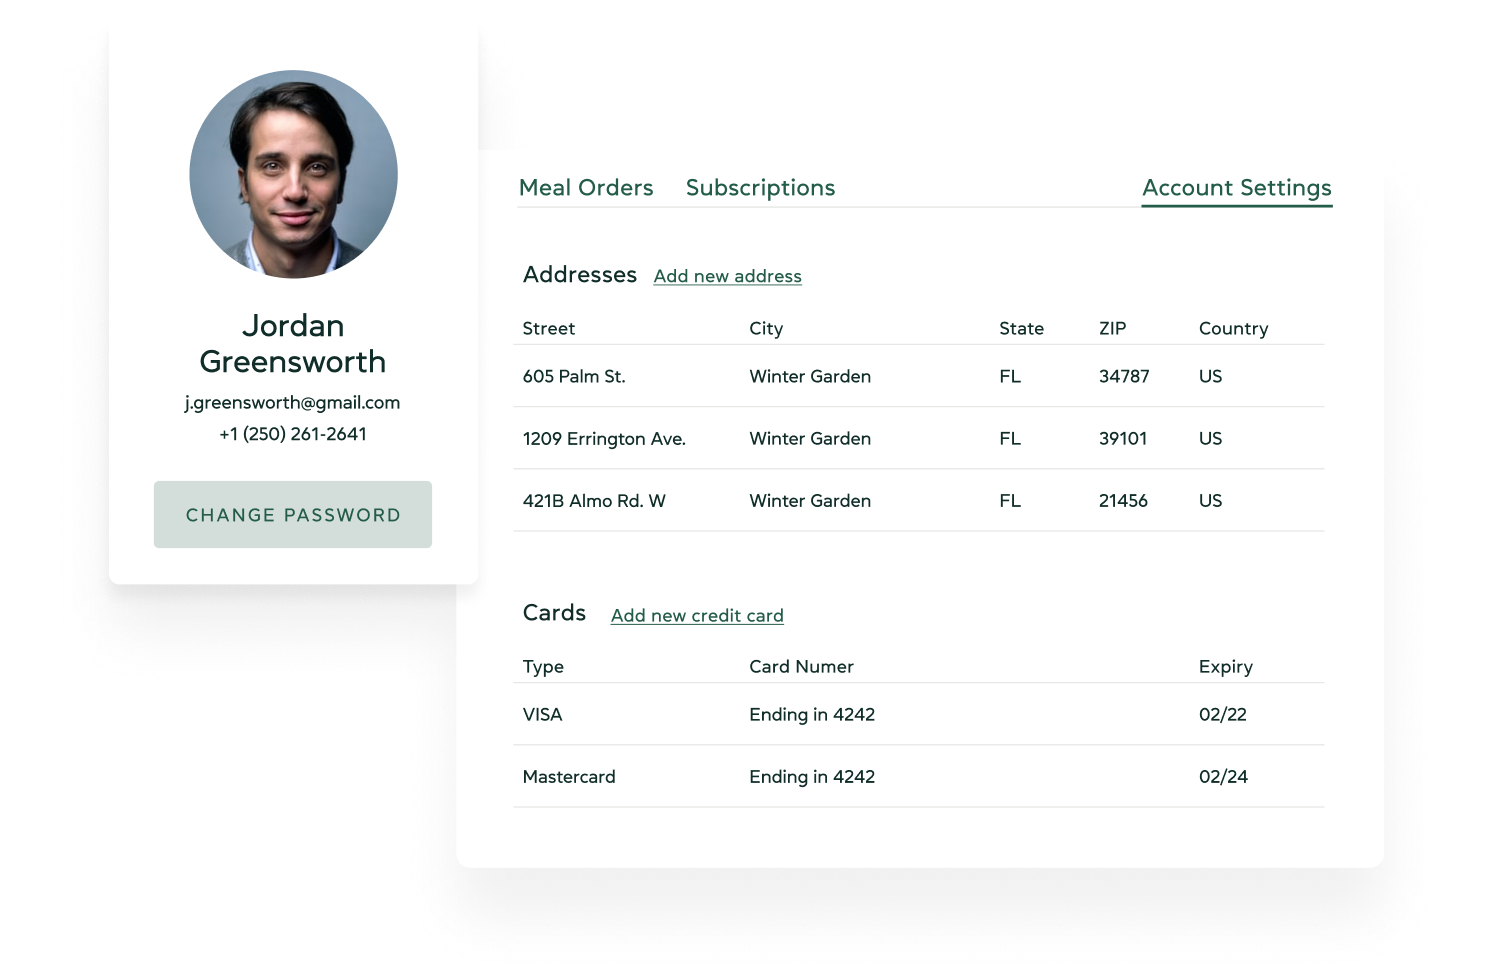 Jordan
Greensworth
j.greensworth@gmail.com
+1 (250) 261-2641
CHANGE PASSWORD
Meal Orders Subscriptions Account Settings
Addresses Add new address
Street City State ZIP Country
605 Palm St. Winter Garden FL 34787 US
1209 Errington Ave. Winter Garden FL 39101 US
421B Almo Rd. W Winter Garden FL 21456 US
Cards Add new credit card
Type Card Numer Expiry
VISA Ending in 4242 02/22
Mastercard Ending in 4242 02/24